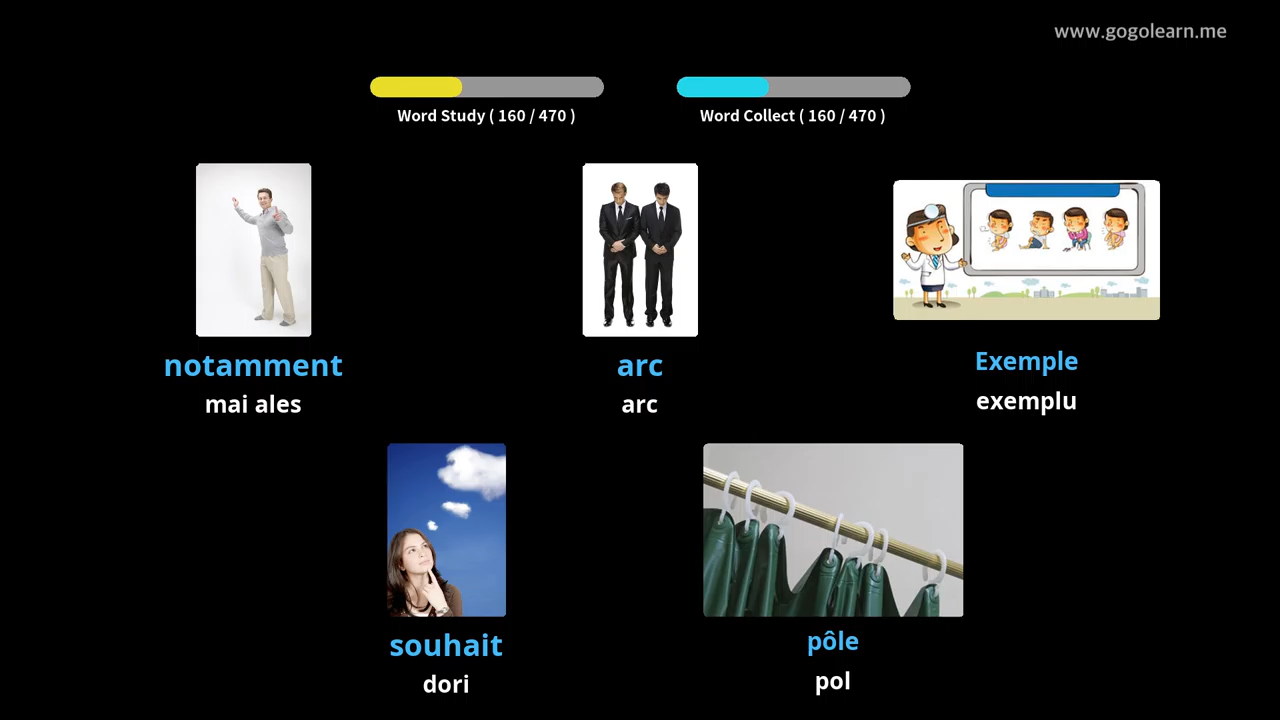 www.gogolearn.me
Word Study ( 160 / 470 )
Word Collect ( 160 / 470 )
notamment
mai ales
arc
arc
Exemple
exemplu
souhait
dori
pôle
pol